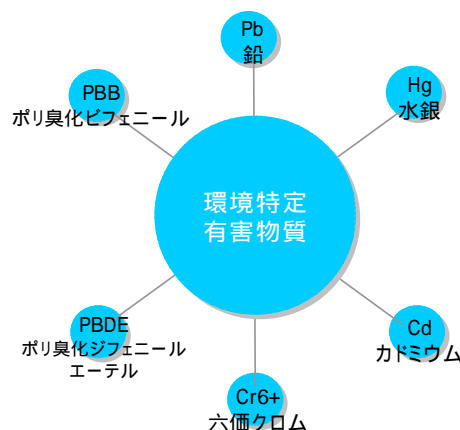 Pb
鉛
PBB
ポリ臭化ビフェニール
Hg
水銀
環境特定
有害物質
PBDE
ポリ臭化ジフェニール
エーテル
Cd
カドミウム
Cr6+
六価クロム